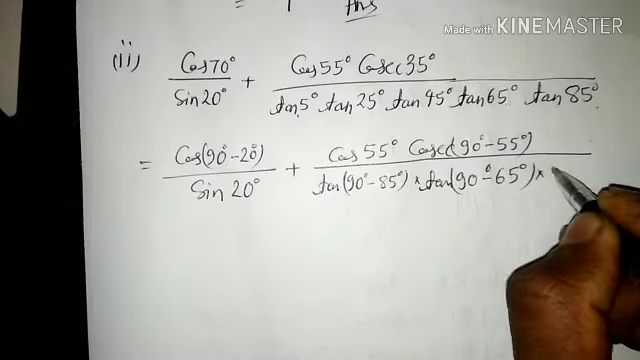 = 1 Ans
Made with KINEMASTER
(ii) Cos70°/Sin20° + Cos55° Cosec35°/tan5° tan25° tan45° tan65° tan85°
= Cos(90°-20°)/Sin20° + Cos55° Cosec(90°-55°)/tan(90°-85°) × tan(90°-65°) ×